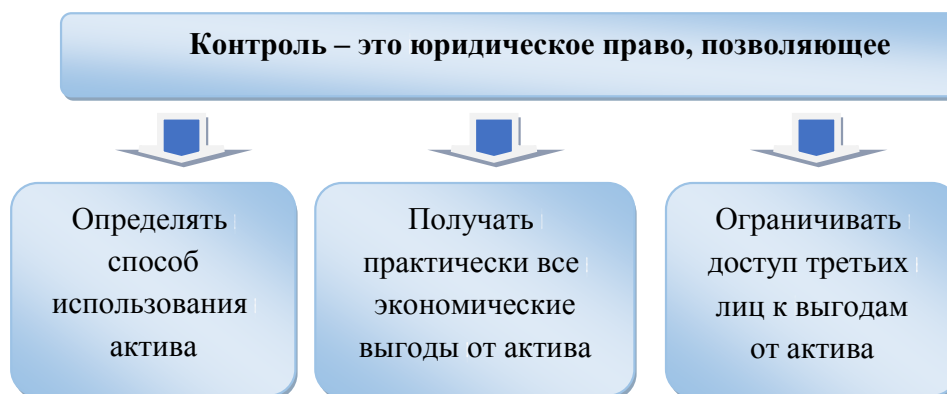 Контроль – это юридическое право, позволяющее
Определять
способ
использования
актива
Получать
практически все
экономические
выгоды от актива
Ограничивать
доступ третьих
лиц к выгодам
от актива